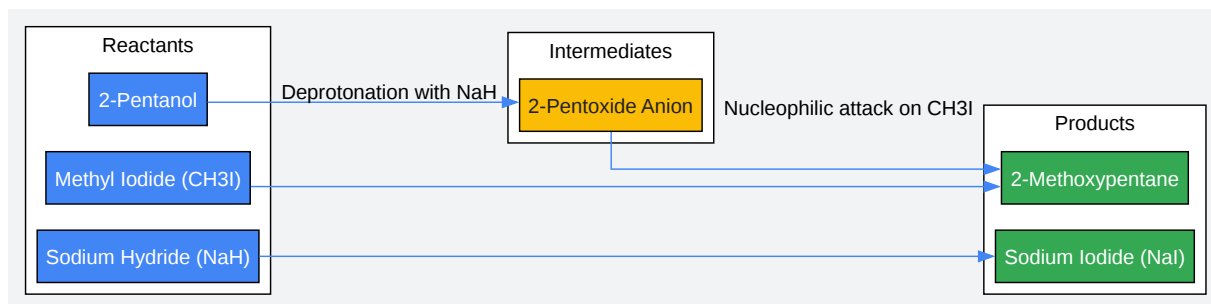 Reactants
2-Pentanol
Methyl Iodide (CH3I)
Sodium Hydride (NaH)
Deprotonation with NaH
Intermediates
2-Pentoxide Anion
Nucleophilic attack on CH3I
Products
2-Methoxypentane
Sodium Iodide (NaI)